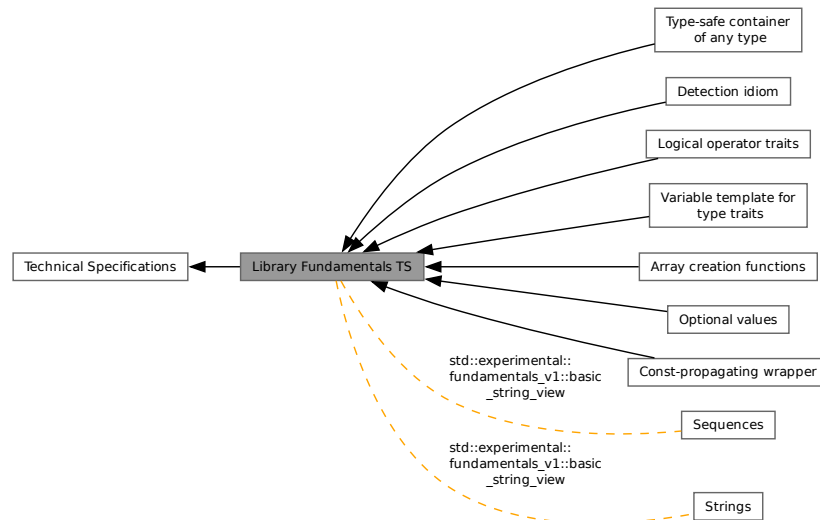 Type-safe container
of any type
Detection idiom
Logical operator traits
Variable template for
type traits
Technical Specifications
Library Fundamentals TS
Array creation functions
Optional values
Const-propagating wrapper
std::experimental::
fundamentals_v1::basic
_string_view
Sequences
std::experimental::
fundamentals_v1::basic
_string_view
Strings